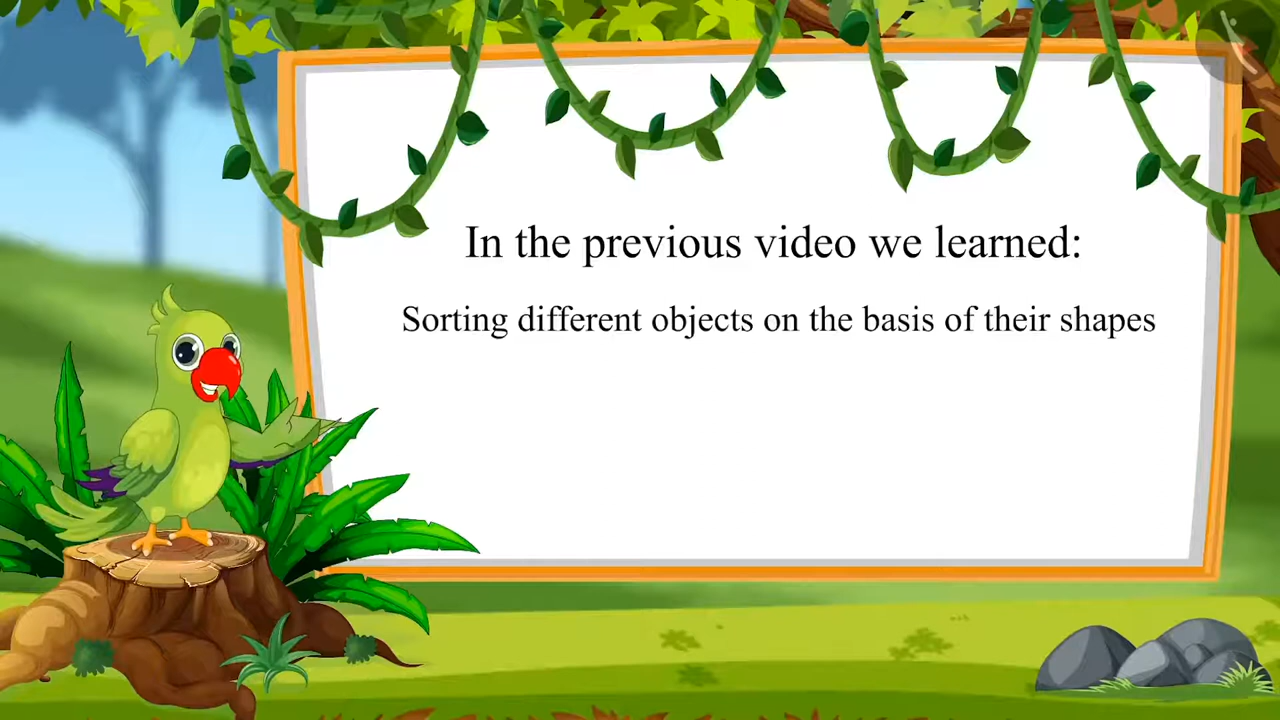 In the previous video we learned:
Sorting different objects on the basis of their shapes